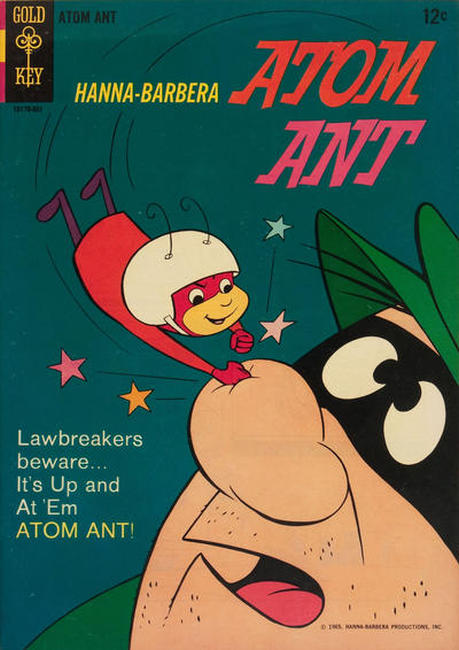 GOLD
KEY
ATOM ANT
12c
HANNA-BARBERA
ATOM
ANT
Lawbreakers
beware...
It's Up and
At 'Em
ATOM ANT!
© 1965, HANNA-BARBERA PRODUCTIONS, INC.